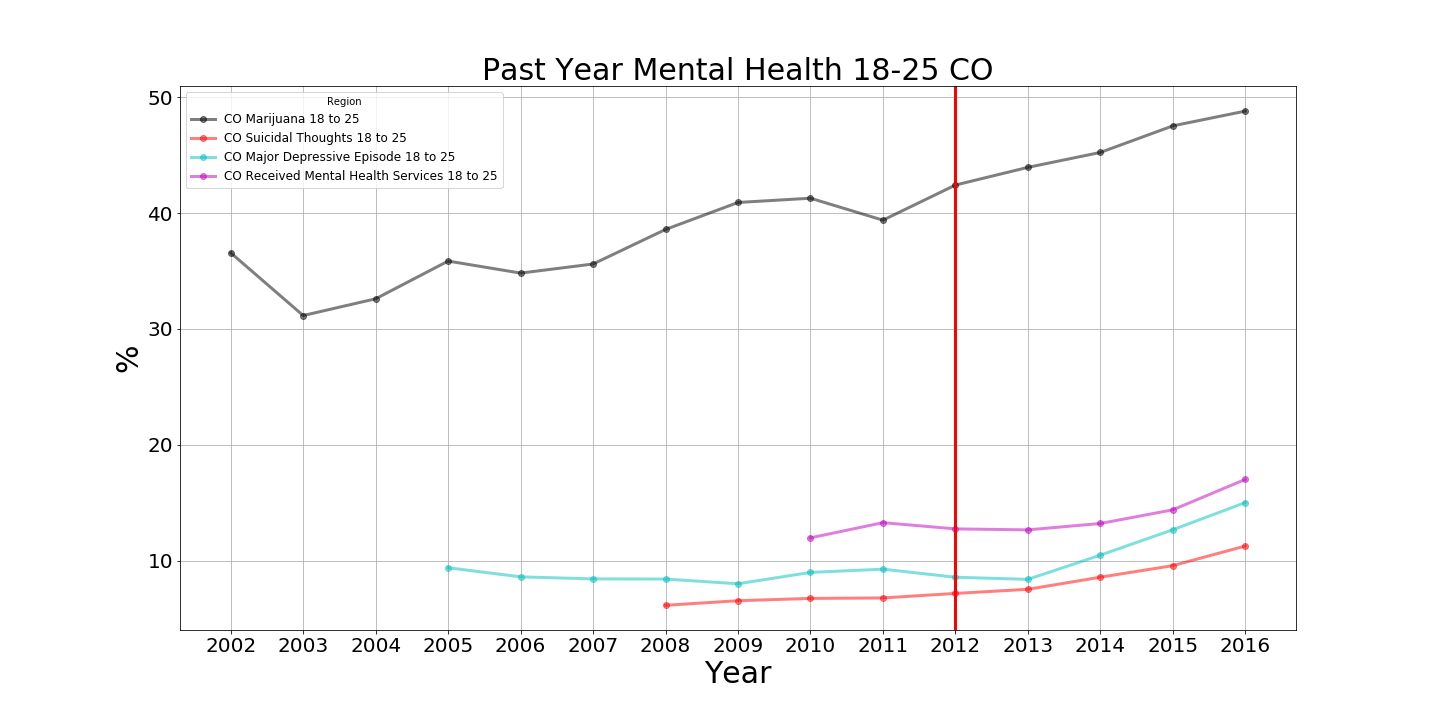 Past Year Mental Health 18-25 CO
Region
CO Marijuana 18 to 25
CO Suicidal Thoughts 18 to 25
CO Major Depressive Episode 18 to 25
CO Received Mental Health Services 18 to 25
50
40
30
20
10
%
2002 2003 2004 2005 2006 2007 2008 2009 2010 2011 2012 2013 2014 2015 2016
Year